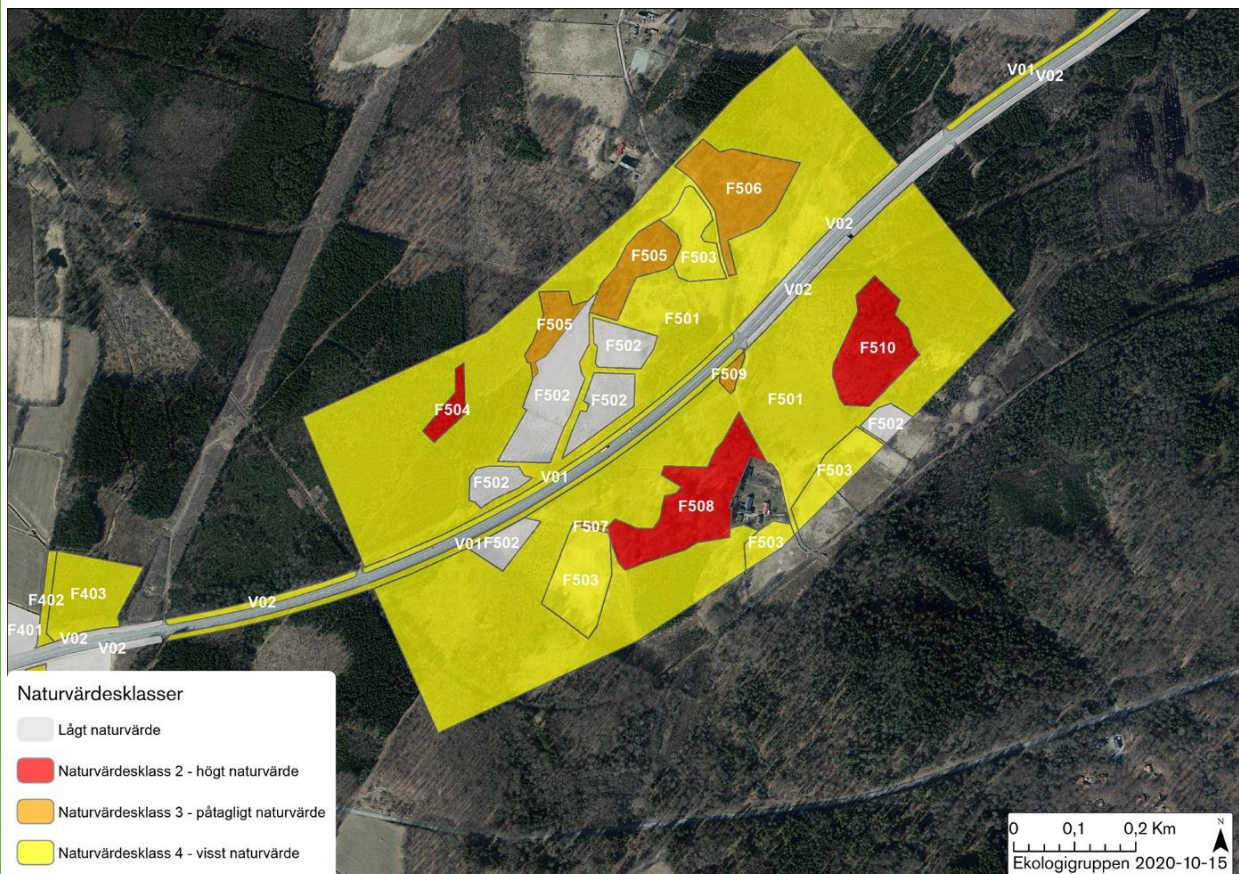 V01
V02
F506
V02
F505
F503
V02
F505
F501
F502
F510
F509
F502
F502
F501
F504
F502
F502
F503
V01
F508
F507
V01
F502
F503
F503
F402
F403
V02
F401
V02
V02
Naturvärdesklasser
Lågt naturvärde
Naturvärdesklass 2 - högt naturvärde
Naturvärdesklass 3 - påtagligt naturvärde
Naturvärdesklass 4 - visst naturvärde
0 0,1 0,2 Km
N
Ekologigruppen 2020-10-15